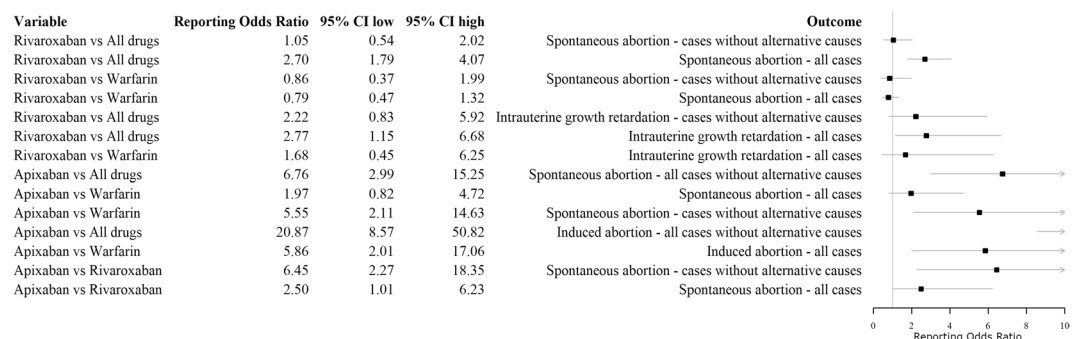 Variable Reporting Odds Ratio 95% CI low 95% CI high Outcome
Rivaroxaban vs All drugs 1.05 0.54 2.02 Spontaneous abortion - cases without alternative causes
Rivaroxaban vs All drugs 2.70 1.79 4.07 Spontaneous abortion - all cases
Rivaroxaban vs Warfarin 0.86 0.37 1.99 Spontaneous abortion - cases without alternative causes
Rivaroxaban vs Warfarin 0.79 0.47 1.32 Spontaneous abortion - all cases
Rivaroxaban vs All drugs 2.22 0.83 5.92 Intrauterine growth retardation - cases without alternative causes
Rivaroxaban vs All drugs 2.77 1.15 6.68 Intrauterine growth retardation - all cases
Rivaroxaban vs Warfarin 1.68 0.45 6.25 Intrauterine growth retardation - all cases
Apixaban vs All drugs 6.76 2.99 15.25 Spontaneous abortion - all cases without alternative causes
Apixaban vs Warfarin 1.97 0.82 4.72 Spontaneous abortion - all cases
Apixaban vs Warfarin 5.55 2.11 14.63 Spontaneous abortion - cases without alternative causes
Apixaban vs All drugs 20.87 8.57 50.82 Induced abortion - all cases without alternative causes
Apixaban vs Warfarin 5.86 2.01 17.06 Induced abortion - all cases
Apixaban vs Rivaroxaban 6.45 2.27 18.35 Spontaneous abortion - cases without alternative causes
Apixaban vs Rivaroxaban 2.50 1.01 6.23 Spontaneous abortion - all cases
0 2 4 6 8 10
Reporting Odds Ratio